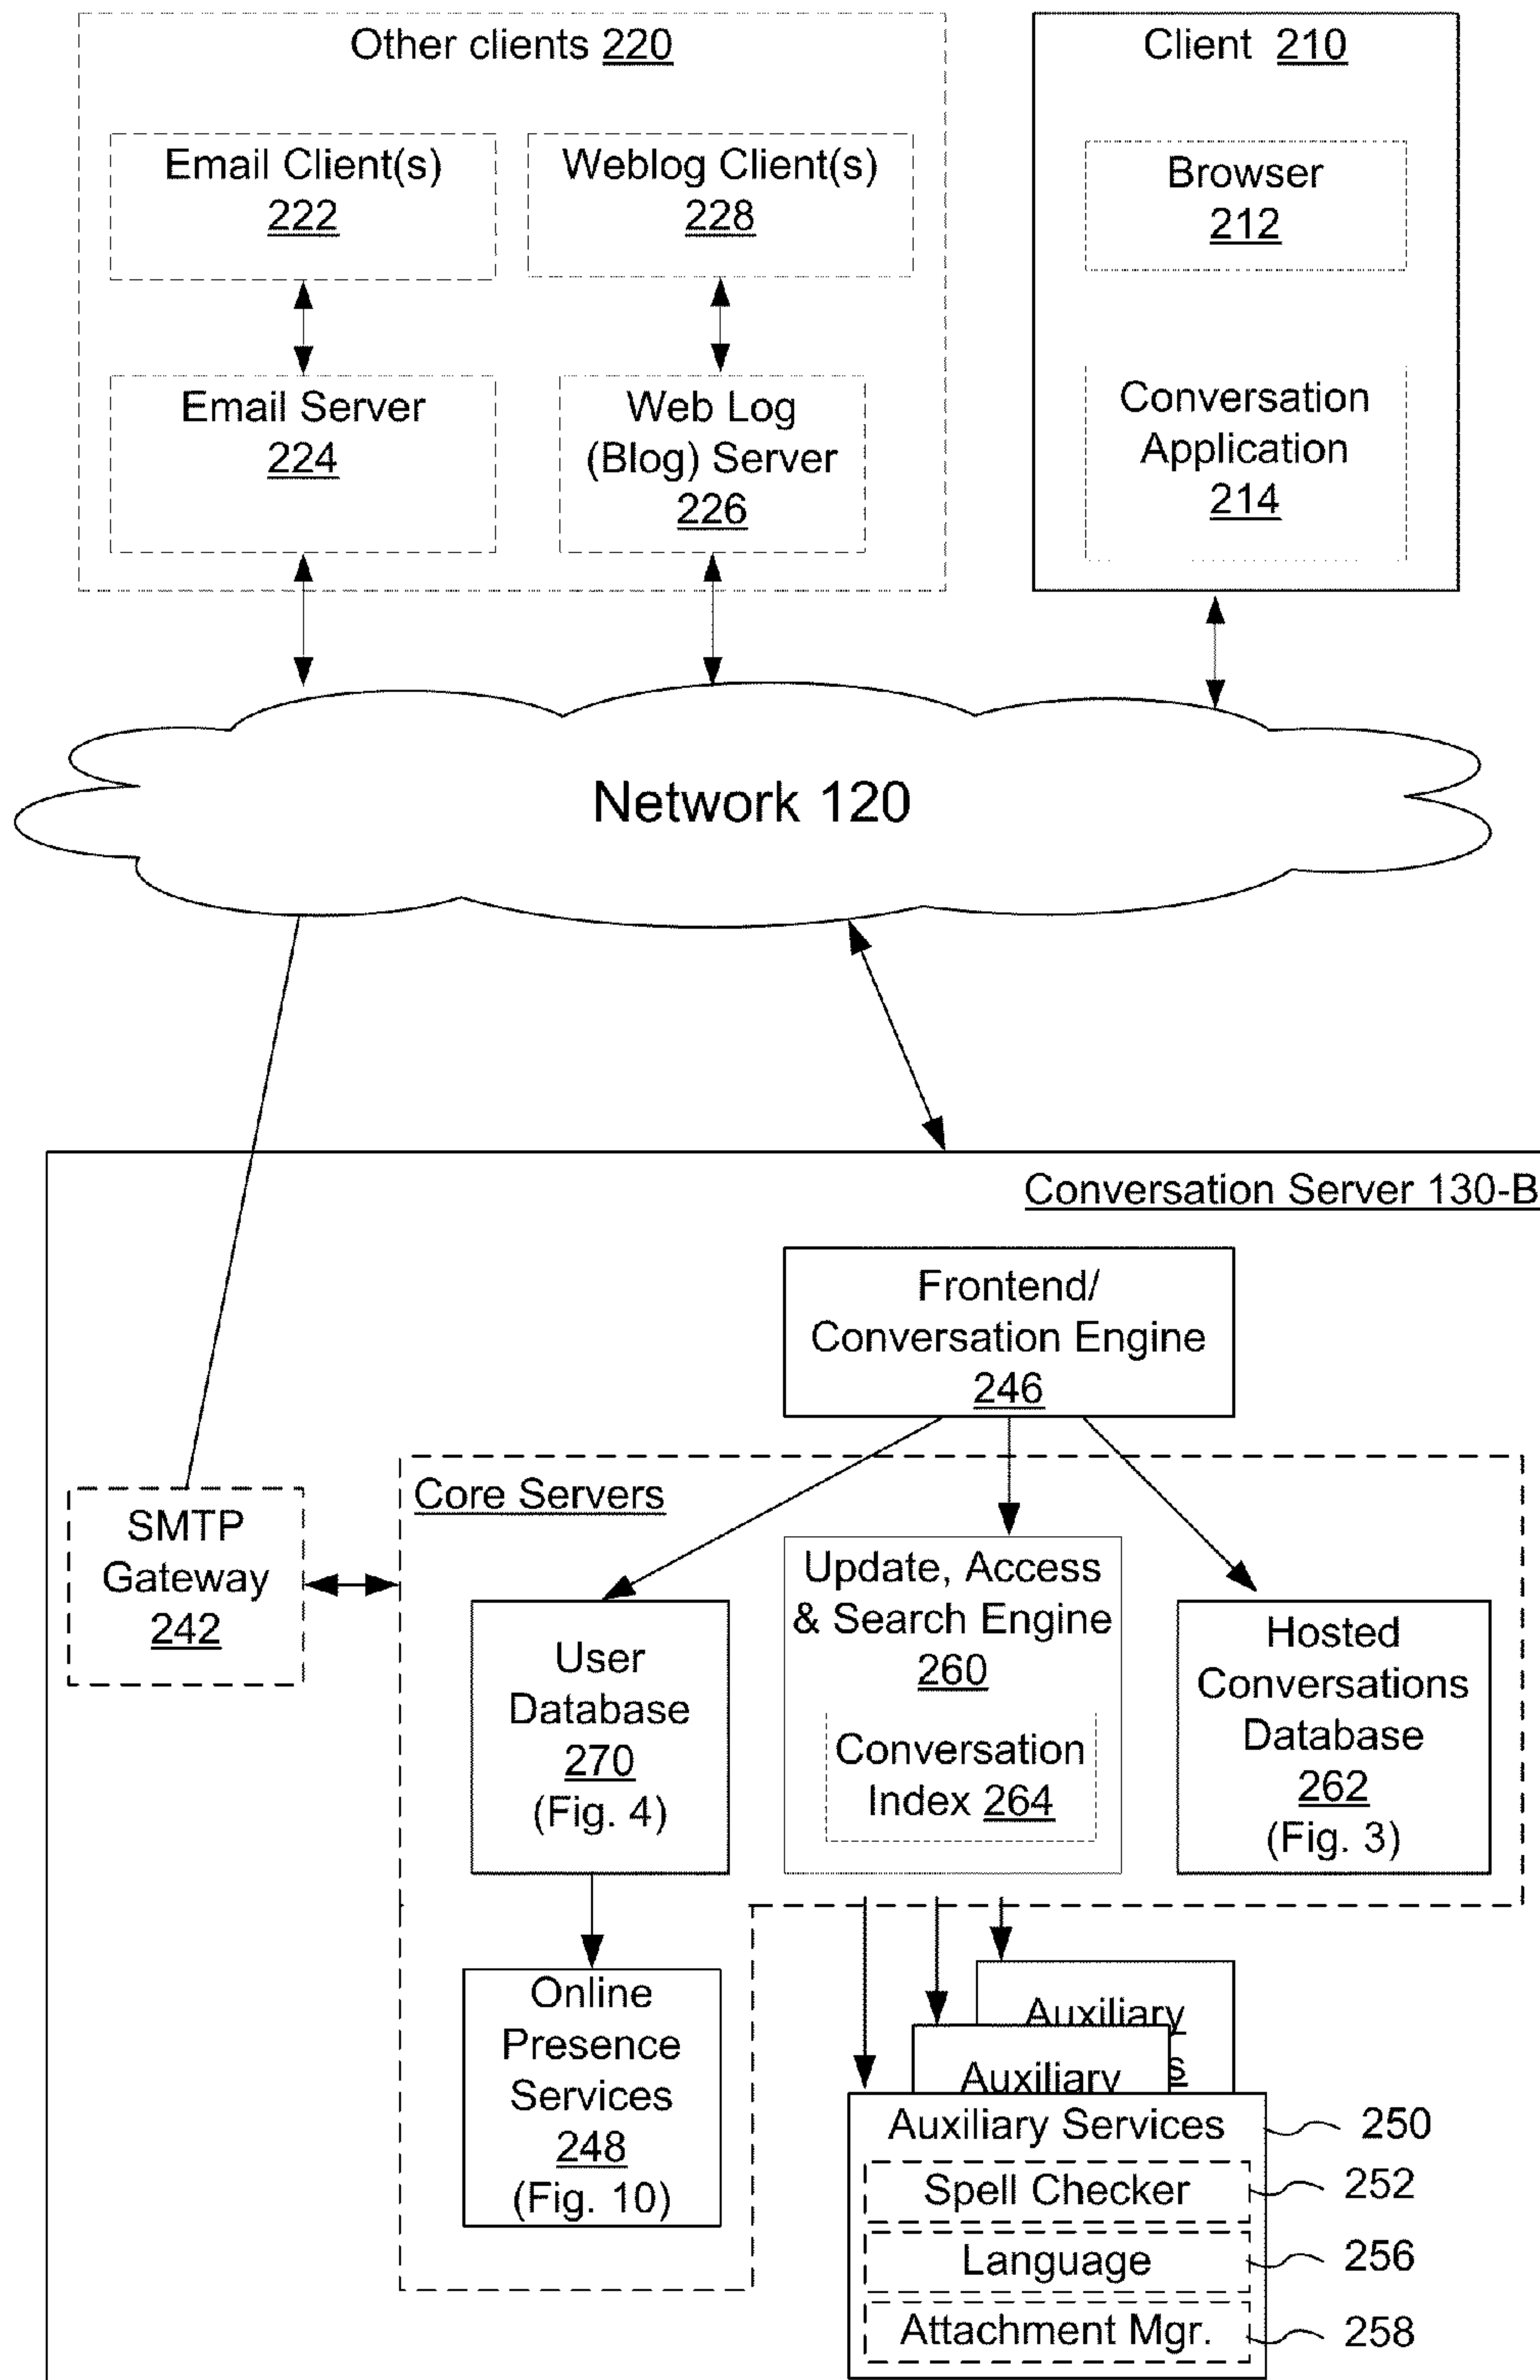 Other clients 220
Email Client(s)
222
Weblog Client(s)
228
Email Server
224
Web Log
(Blog) Server
226
Client 210
Browser
212
Conversation
Application
214
Network 120
Conversation Server 130-B
Frontend/
Conversation Engine
246
SMTP
Gateway
242
Core Servers
User
Database
270
(Fig. 4)
Update, Access
& Search Engine
260
Conversation
Index 264
Hosted
Conversations
Database
262
(Fig. 3)
Online
Presence
Services
248
(Fig. 10)
Auxiliary
s
Auxiliary
Auxiliary Services 250
Spell Checker 252
Language 256
Attachment Mgr. 258